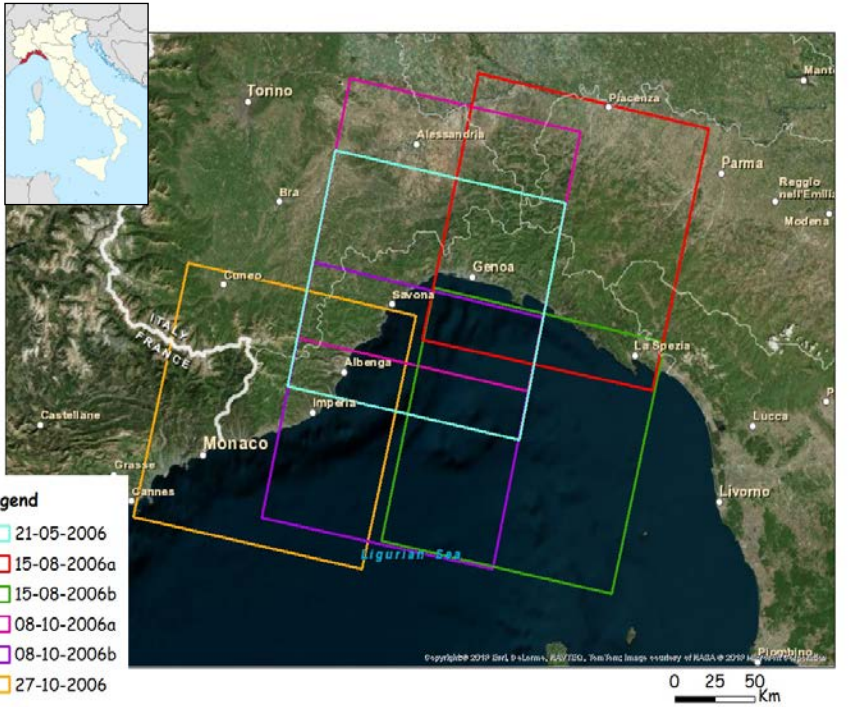 Torino
Mant
Piacenza
Alessandria
Parma
Bra
Reggio
nell'Emili
Modena
Genoa
Cuneo
Savona
ITALY
FRANCE
La Spezia
Albenga
Imperia
Castellane
Lucca
P
Monaco
Grasse
Cannes
Livorno
gend
21-05-2006
15-08-2006a
15-08-2006b
08-10-2006a
08-10-2006b
27-10-2006
Ligurian Sea
Piombino
0 25 50
Km